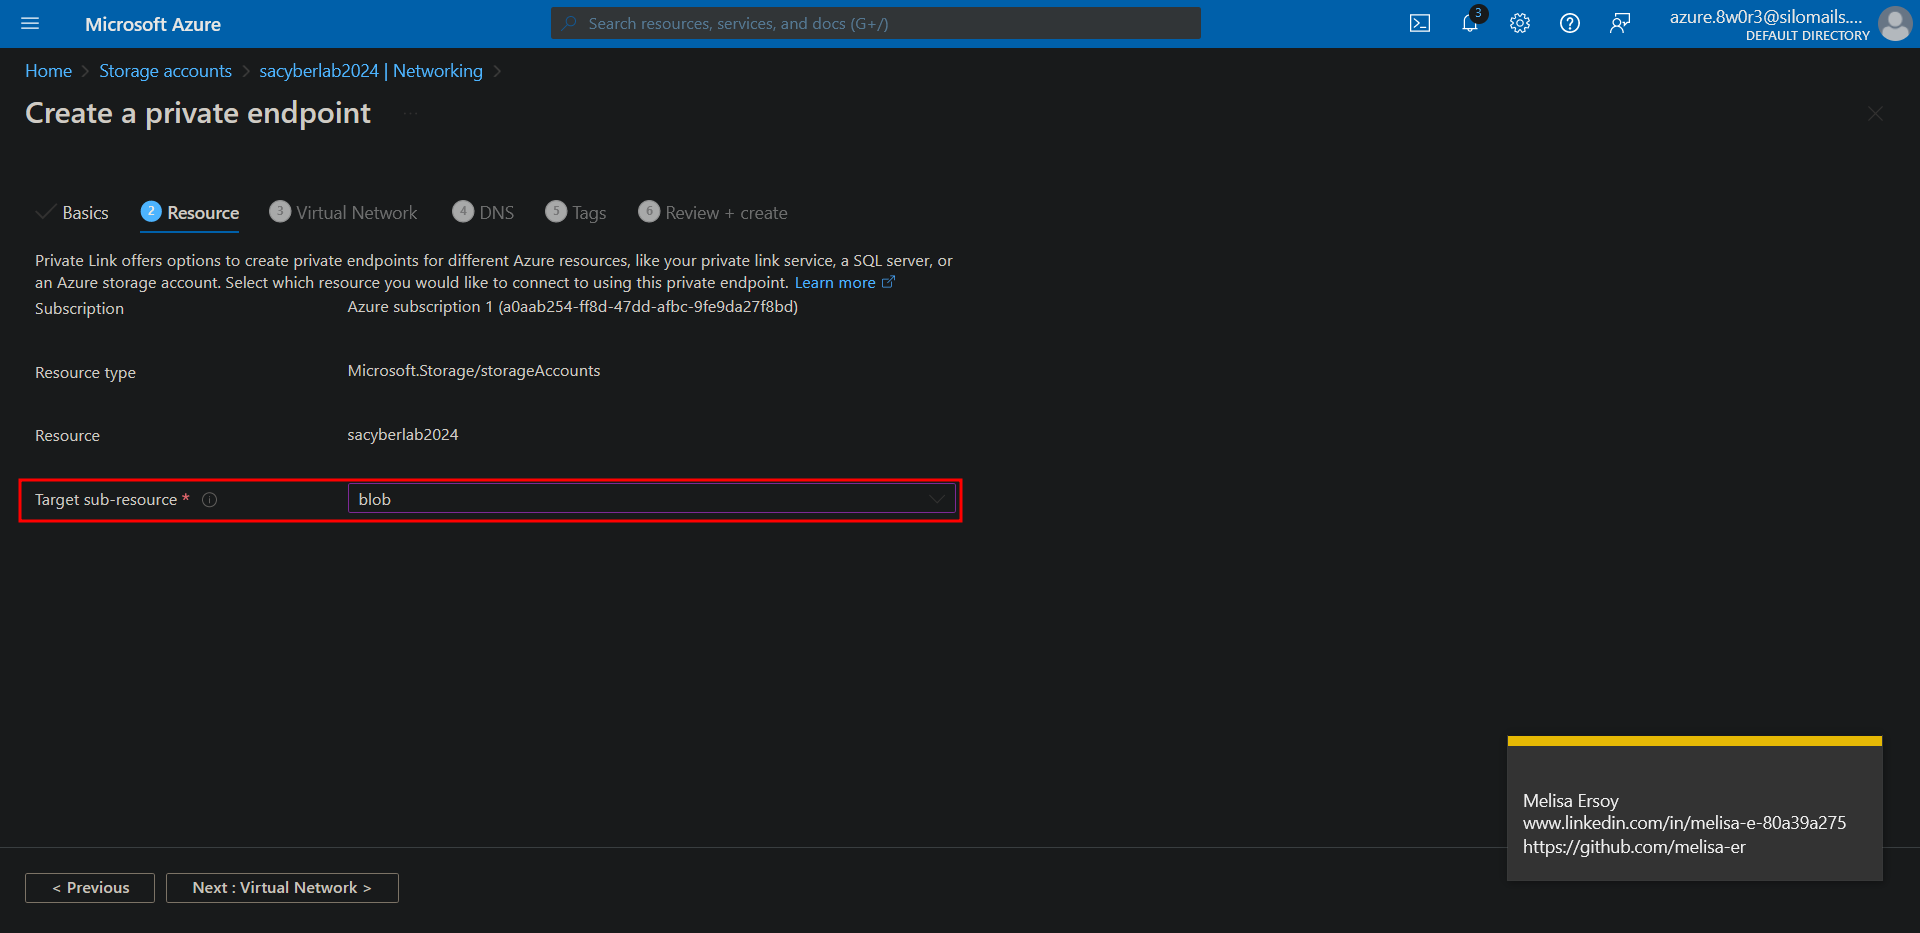 Microsoft Azure
Search resources, services, and docs (G+/)
3
azure.8w0r3@silomails....
DEFAULT DIRECTORY
Home > Storage accounts > sacyberlab2024 | Networking >
Create a private endpoint ...
Basics 2 Resource 3 Virtual Network 4 DNS 5 Tags 6 Review + create
Private Link offers options to create private endpoints for different Azure resources, like your private link service, a SQL server, or
an Azure storage account. Select which resource you would like to connect to using this private endpoint. Learn more
Subscription Azure subscription 1 (a0aab254-ff8d-47dd-afbc-9fe9da27f8bd)
Resource type Microsoft.Storage/storageAccounts
Resource sacyberlab2024
Target sub-resource * blob
Melisa Ersoy
www.linkedin.com/in/melisa-e-80a39a275
https://github.com/melisa-er
< Previous Next : Virtual Network >